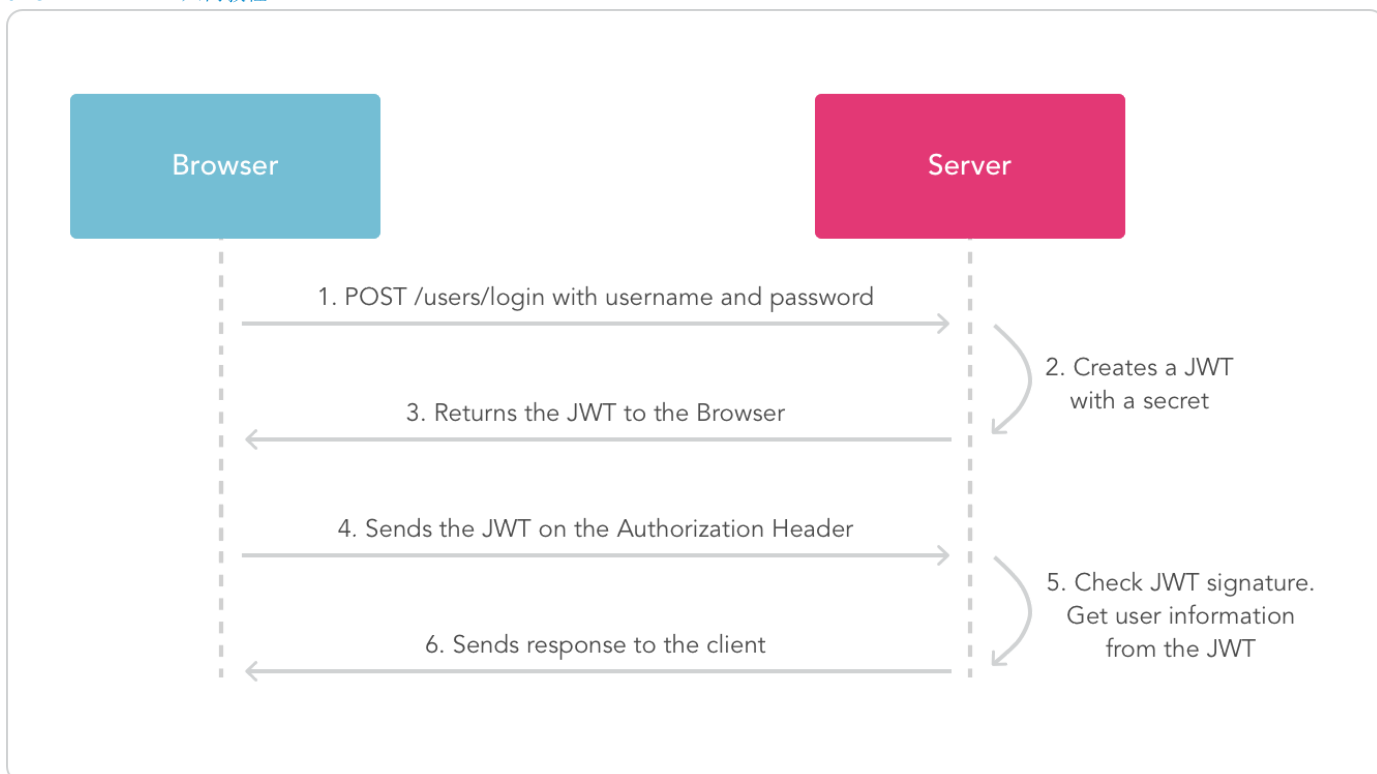 Browser
Server
1. POST /users/login with username and password
2. Creates a JWT
with a secret
3. Returns the JWT to the Browser
4. Sends the JWT on the Authorization Header
5. Check JWT signature.
Get user information
from the JWT
6. Sends response to the client